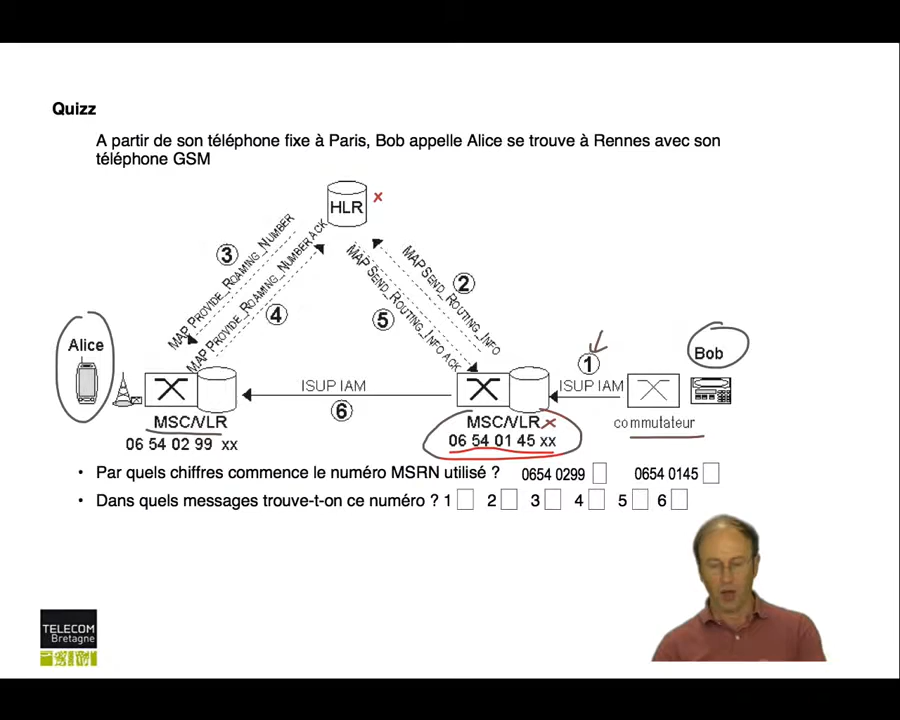 Quizz
A partir de son téléphone fixe à Paris, Bob appelle Alice se trouve à Rennes avec son
téléphone GSM
HLR
3
MAP PROVIDE_ROAMING_NUMBER
MAP PROVIDE_ROAMING_NUMBER ACK
4
MAP SEND_ROUTING_INFO
2
MAP SEND_ROUTING_INFO ACK
5
Alice
Bob
1
ISUP IAM
ISUP IAM
6
MSC/VLR
06 54 02 99 xx
MSC/VLR
06 54 01 45 xx
commutateur
• Par quels chiffres commence le numéro MSRN utilisé ? 0654 0299 0654 0145
• Dans quels messages trouve-t-on ce numéro ? 1 2 3 4 5 6
TELECOM
Bretagne